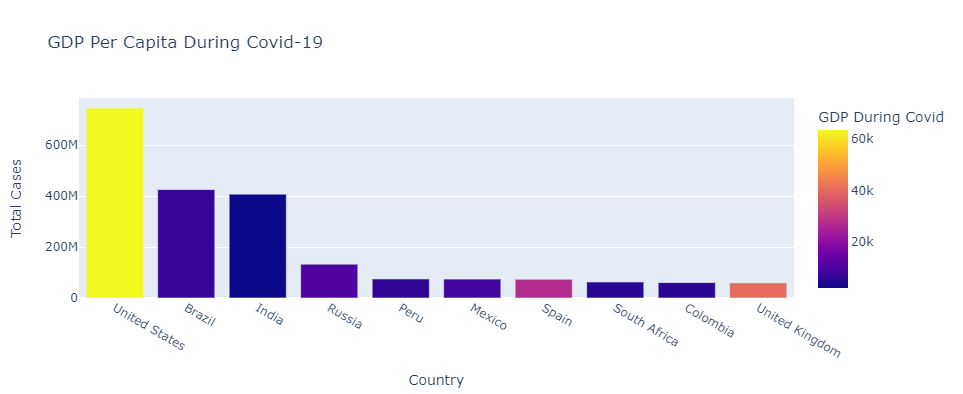 GDP Per Capita During Covid-19
GDP During Covid
60k
40k
20k
Total Cases
600M
400M
200M
0
United States
Brazil
India
Russia
Peru
Mexico
Spain
South Africa
Colombia
United Kingdom
Country